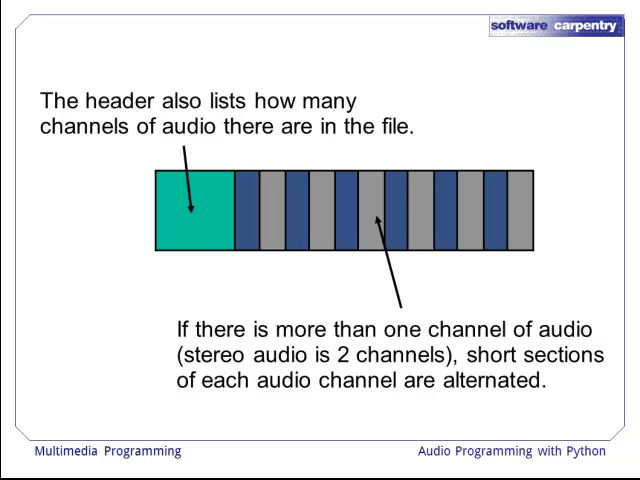 software carpentry
The header also lists how many
channels of audio there are in the file.
If there is more than one channel of audio
(stereo audio is 2 channels), short sections
of each audio channel are alternated.
Multimedia Programming
Audio Programming with Python